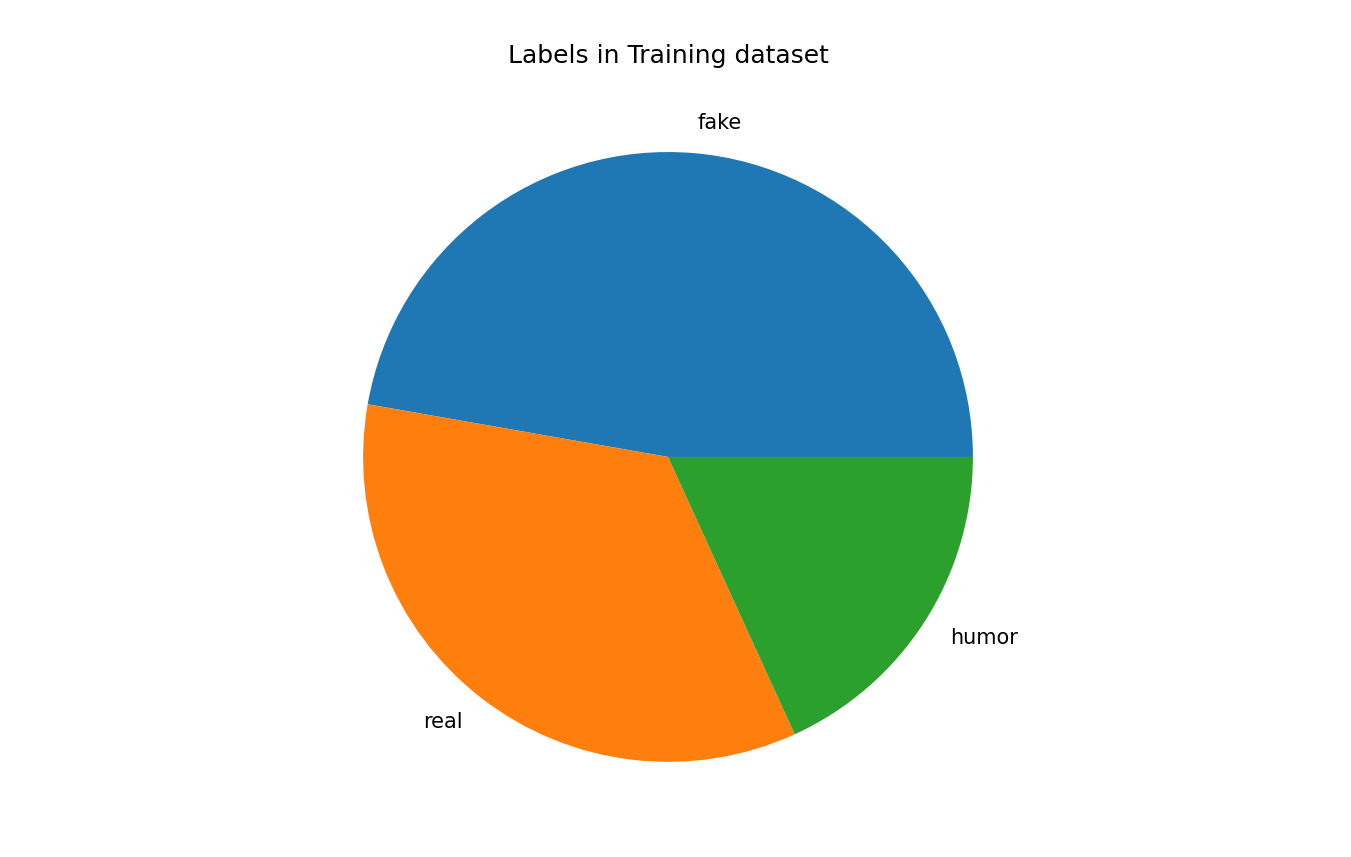 Labels in Training dataset
fake
real
humor